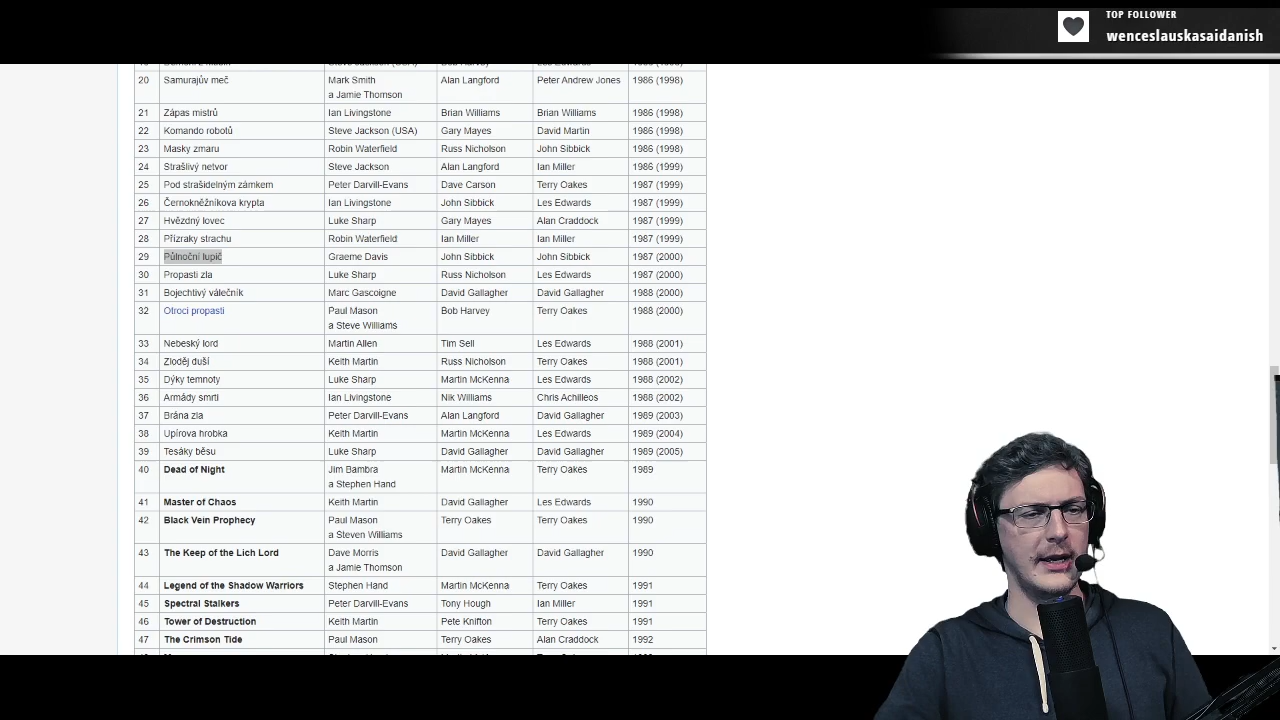 TOP FOLLOWER
wenceslauskasaidanish
20 Samurajův meč Mark Smith Alan Langford Peter Andrew Jones 1986 (1998)
a Jamie Thomson
21 Zápas mistrů Ian Livingstone Brian Williams Brian Williams 1986 (1998)
22 Komando robotů Steve Jackson (USA) Gary Mayes David Martin 1986 (1998)
23 Masky zmaru Robin Waterfield Russ Nicholson John Sibbick 1986 (1998)
24 Strašlivý netvor Steve Jackson Alan Langford Ian Miller 1986 (1999)
25 Pod strašidelným zámkem Peter Darvill-Evans Dave Carson Terry Oakes 1987 (1999)
26 Černokněžníkova krypta Ian Livingstone John Sibbick Les Edwards 1987 (1999)
27 Hvězdný lovec Luke Sharp Gary Mayes Alan Craddock 1987 (1999)
28 Přízraky strachu Robin Waterfield Ian Miller Ian Miller 1987 (1999)
29 Půlnoční lupič Graeme Davis John Sibbick John Sibbick 1987 (2000)
30 Propasti zla Luke Sharp Russ Nicholson Les Edwards 1987 (2000)
31 Bojechtivý válečník Marc Gascoigne David Gallagher David Gallagher 1988 (2000)
32 Otroci propasti Paul Mason Bob Harvey Terry Oakes 1988 (2000)
a Steve Williams
33 Nebeský lord Martin Allen Tim Sell Les Edwards 1988 (2001)
34 Zloděj duší Keith Martin Russ Nicholson Terry Oakes 1988 (2001)
35 Dýky temnoty Luke Sharp Martin McKenna Les Edwards 1988 (2002)
36 Armády smrti Ian Livingstone Nik Williams Chris Achilleos 1988 (2002)
37 Brána zla Peter Darvill-Evans Alan Langford David Gallagher 1989 (2003)
38 Upírova hrobka Keith Martin Martin McKenna Les Edwards 1989 (2004)
39 Tesáky běsu Luke Sharp David Gallagher David Gallagher 1989 (2005)
40 Dead of Night Jim Bambra Martin McKenna Terry Oakes 1989
a Stephen Hand
41 Master of Chaos Keith Martin David Gallagher Les Edwards 1990
42 Black Vein Prophecy Paul Mason Terry Oakes Terry Oakes 1990
a Steven Williams
43 The Keep of the Lich Lord Dave Morris David Gallagher David Gallagher 1990
a Jamie Thomson
44 Legend of the Shadow Warriors Stephen Hand Martin McKenna Terry Oakes 1991
45 Spectral Stalkers Peter Darvill-Evans Tony Hough Ian Miller 1991
46 Tower of Destruction Keith Martin Pete Knifton Terry Oakes 1991
47 The Crimson Tide Paul Mason Terry Oakes Alan Craddock 1992